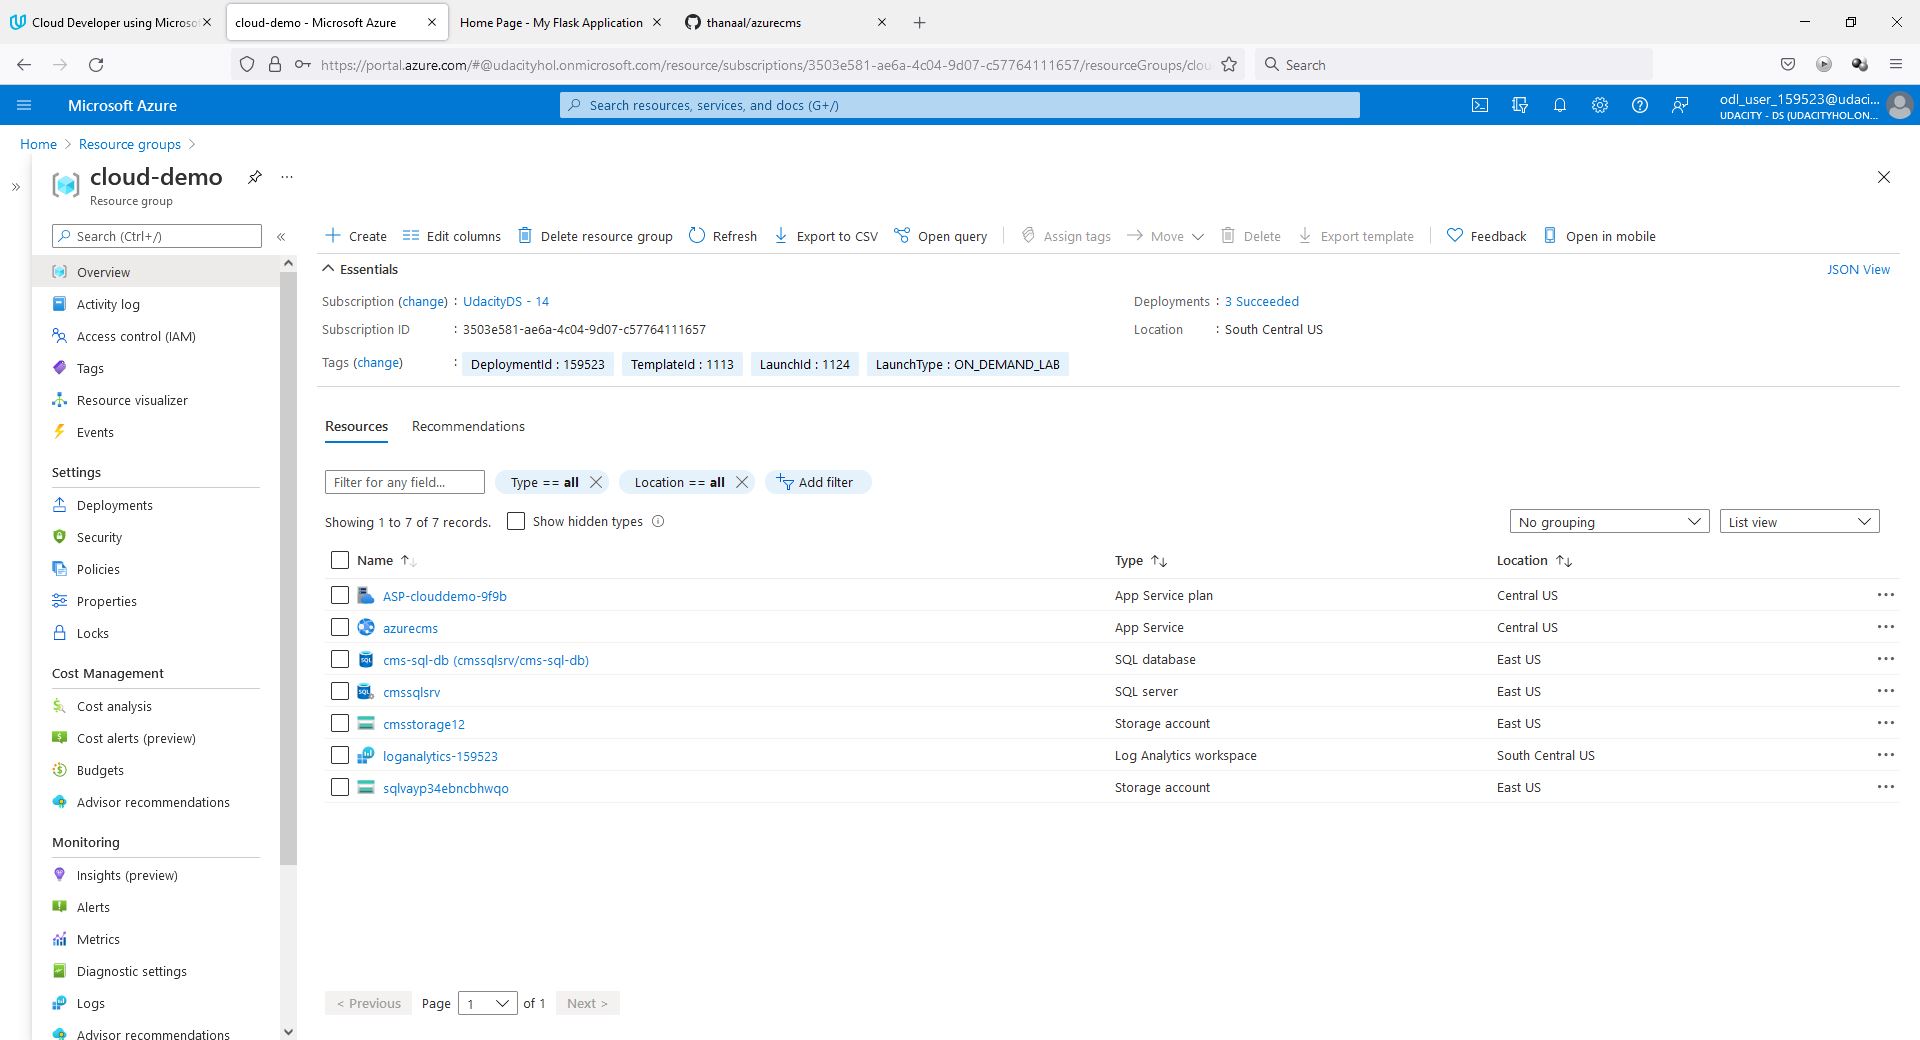 Cloud Developer using Microso
cloud-demo - Microsoft Azure
Home Page - My Flask Application
thanaal/azurecms
https://portal.azure.com/#@udacityhol.onmicrosoft.com/resource/subscriptions/3503e581-ae6a-4c04-9d07-c57764111657/resourceGroups/clou
Search
Microsoft Azure
Search resources, services, and docs (G+/)
odl_user_159523@udaci...
UDACITY - DS (UDACITYHOL.ON...
Home > Resource groups >
cloud-demo
Resource group
Search (Ctrl+/)
Overview
Activity log
Access control (IAM)
Tags
Resource visualizer
Events
Settings
Deployments
Security
Policies
Properties
Locks
Cost Management
Cost analysis
Cost alerts (preview)
Budgets
Advisor recommendations
Monitoring
Insights (preview)
Alerts
Metrics
Diagnostic settings
Logs
Advisor recommendations
Create Edit columns Delete resource group Refresh Export to CSV Open query Assign tags Move Delete Export template Feedback Open in mobile
Essentials
JSON View
Subscription (change) : UdacityDS - 14
Deployments : 3 Succeeded
Subscription ID : 3503e581-ae6a-4c04-9d07-c57764111657
Location : South Central US
Tags (change) : DeploymentId : 159523 TemplateId : 1113 LaunchId : 1124 LaunchType : ON_DEMAND_LAB
Resources Recommendations
Filter for any field... Type == all Location == all Add filter
Showing 1 to 7 of 7 records. Show hidden types
No grouping List view
Name Type Location
ASP-clouddemo-9f9b App Service plan Central US
azurecms App Service Central US
cms-sql-db (cmssqlsrv/cms-sql-db) SQL database East US
cmssqlsrv SQL server East US
cmsstorage12 Storage account East US
loganalytics-159523 Log Analytics workspace South Central US
sqlvayp34ebncbhwqo Storage account East US
< Previous Page 1 of 1 Next >